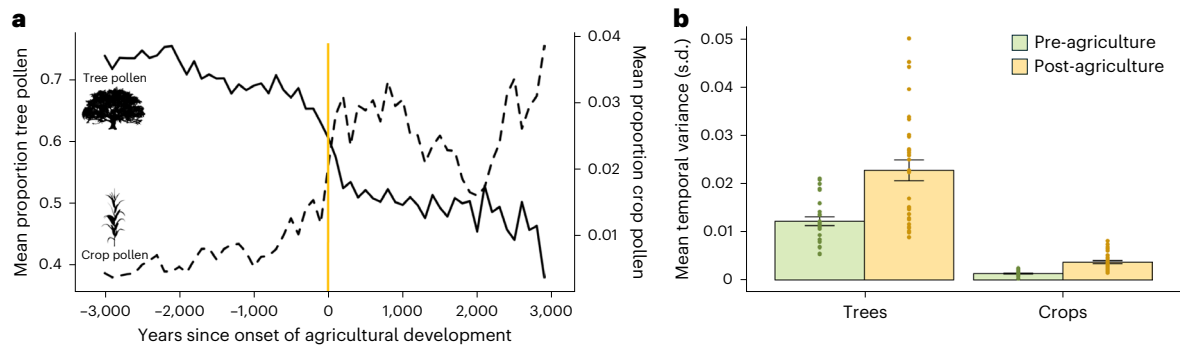 a
Mean proportion tree pollen
0.7
0.6
0.5
0.4
Tree pollen
Crop pollen
0.04
0.03
0.02
0.01
Mean proportion crop pollen
−3,000 −2,000 −1,000 0 1,000 2,000 3,000
Years since onset of agricultural development
b
Mean temporal variance (s.d.)
0.05
0.04
0.03
0.02
0.01
0
Pre-agriculture
Post-agriculture
Trees Crops